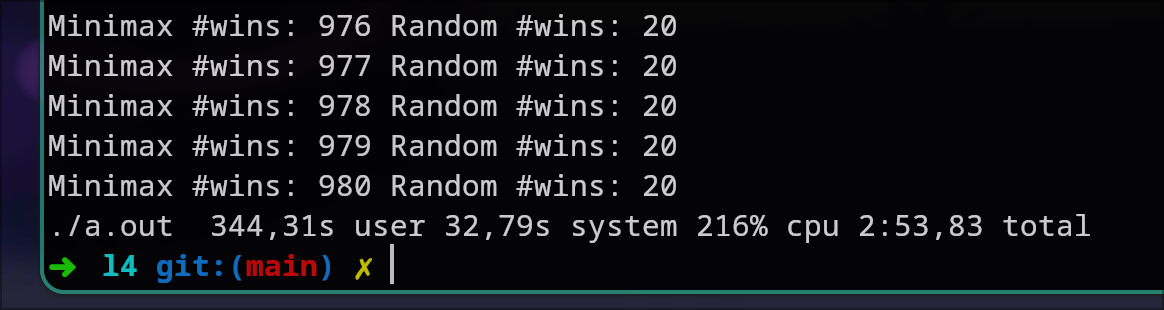 Minimax #wins: 976 Random #wins: 20
Minimax #wins: 977 Random #wins: 20
Minimax #wins: 978 Random #wins: 20
Minimax #wins: 979 Random #wins: 20
Minimax #wins: 980 Random #wins: 20
./a.out  344,31s user 32,79s system 216% cpu 2:53,83 total
➜  l4 git:(main) ✗